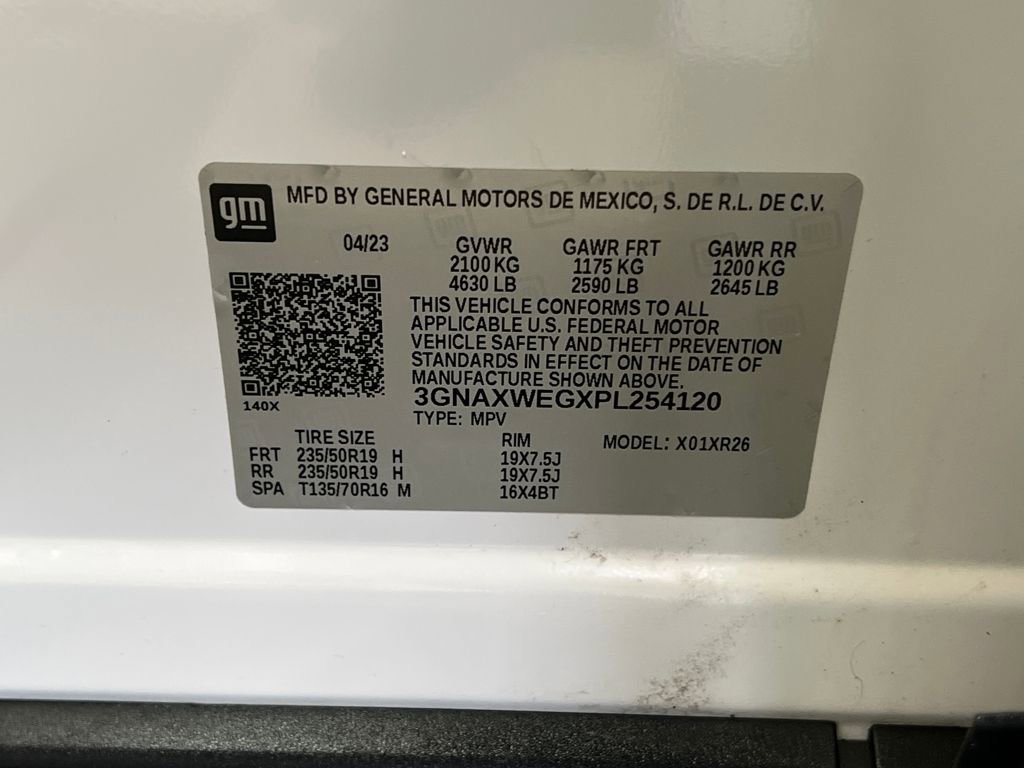 gm
MFD BY GENERAL MOTORS DE MEXICO, S. DE R.L. DE C.V.
04/23 GVWR GAWR FRT GAWR RR
2100 KG 1175 KG 1200 KG
4630 LB 2590 LB 2645 LB
THIS VEHICLE CONFORMS TO ALL
APPLICABLE U.S. FEDERAL MOTOR
VEHICLE SAFETY AND THEFT PREVENTION
STANDARDS IN EFFECT ON THE DATE OF
MANUFACTURE SHOWN ABOVE.
3GNAXWEGXPL254120
140X
TYPE: MPV
TIRE SIZE RIM MODEL: X01XR26
FRT 235/50R19 H 19X7.5J
RR 235/50R19 H 19X7.5J
SPA T135/70R16 M 16X4BT